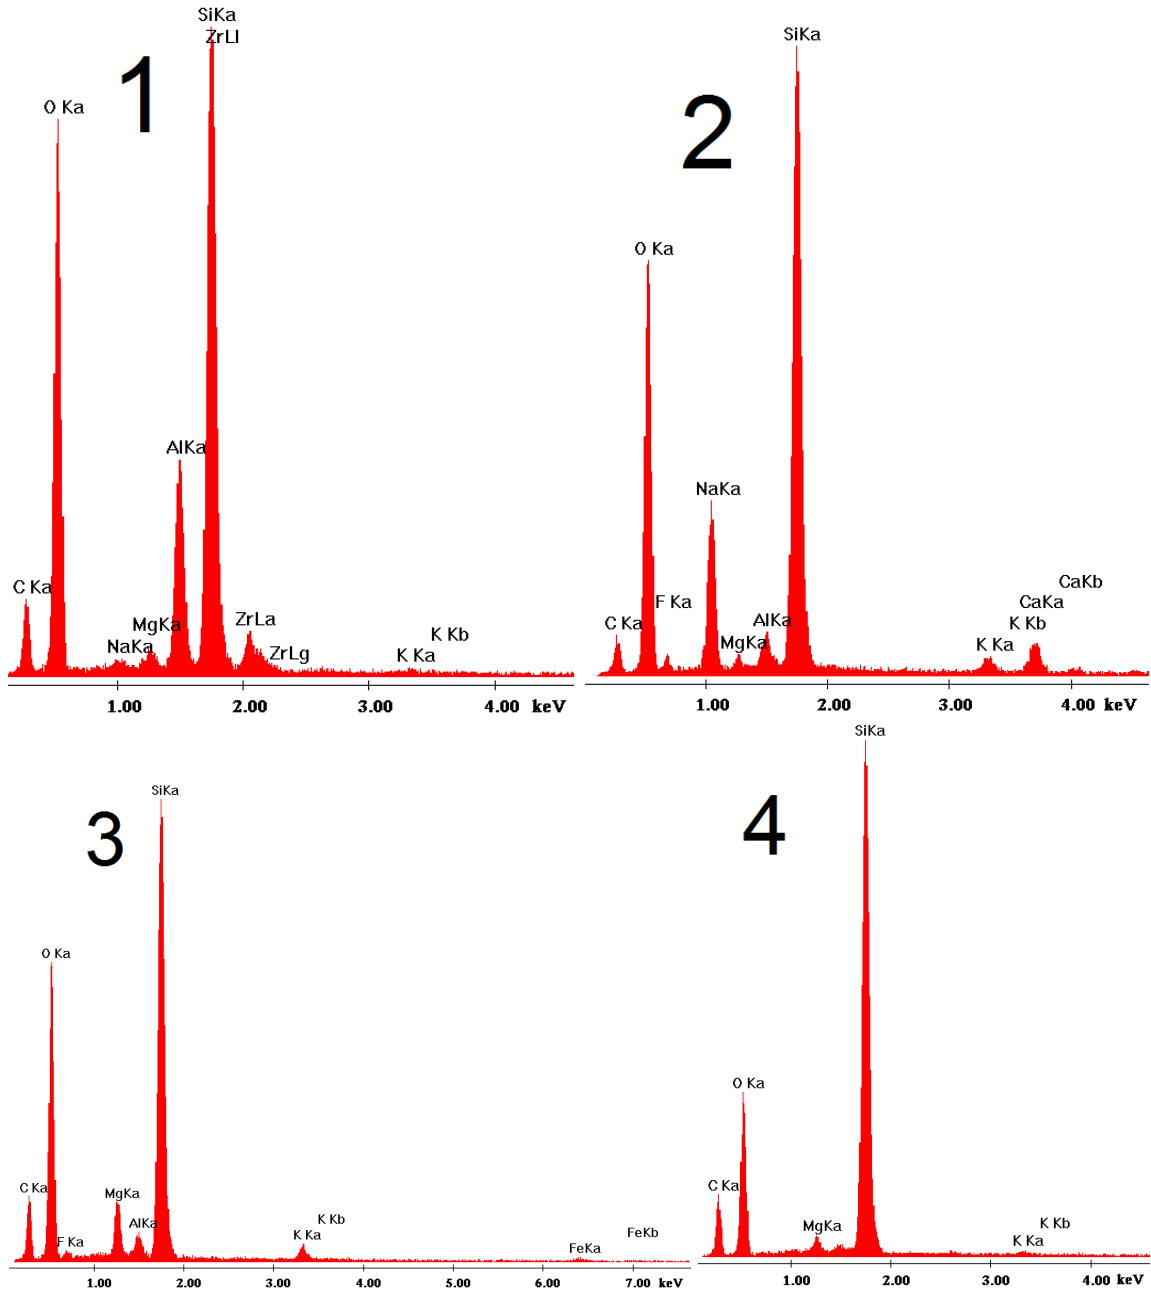 SiKa
ZrLl
1
O Ka
AlKa
C Ka
MgKa
NaKa
ZrLa
ZrLg
K Kb
K Ka
1.00 2.00 3.00 4.00 keV
SiKa
2
O Ka
NaKa
F Ka
C Ka
AlKa
MgKa
CaKb
CaKa
K Kb
K Ka
1.00 2.00 3.00 4.00 keV
SiKa
3
O Ka
C Ka
MgKa
AlKa
F Ka
K Kb
K Ka
FeKb
FeKa
1.00 2.00 3.00 4.00 5.00 6.00 7.00 keV
SiKa
4
O Ka
C Ka
MgKa
K Kb
K Ka
1.00 2.00 3.00 4.00 keV